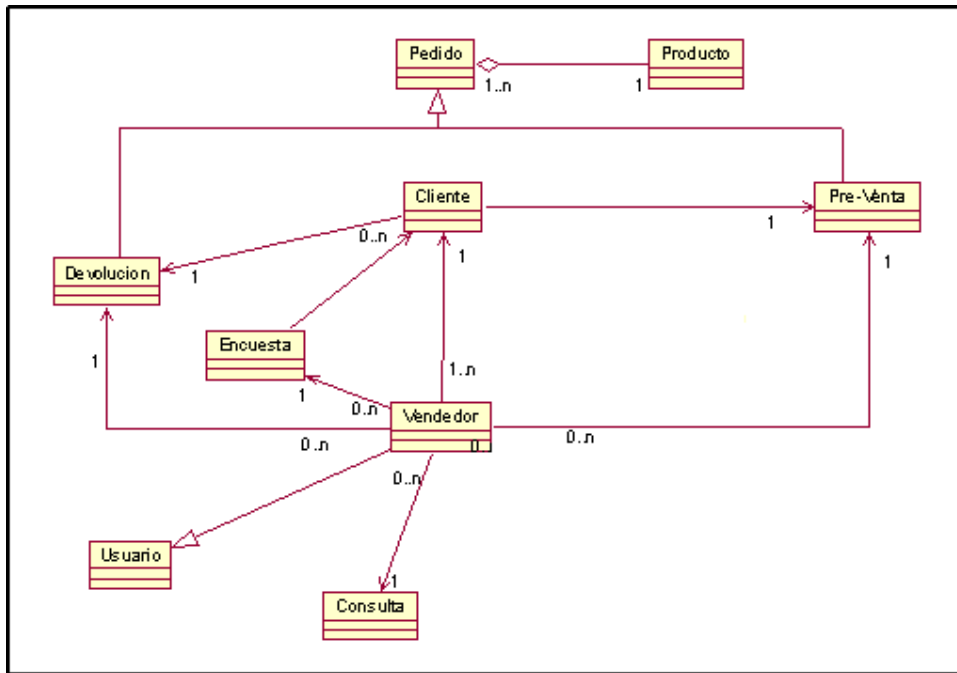 Pedido
Producto
1..n
1
Cliente
Pre-Venta
0..n
1
1
1
1
Devolucion
Encuesta
1
1..n
1
0..n
Vendedor
0..n
0..n
0..n
Usuario
1
Consulta